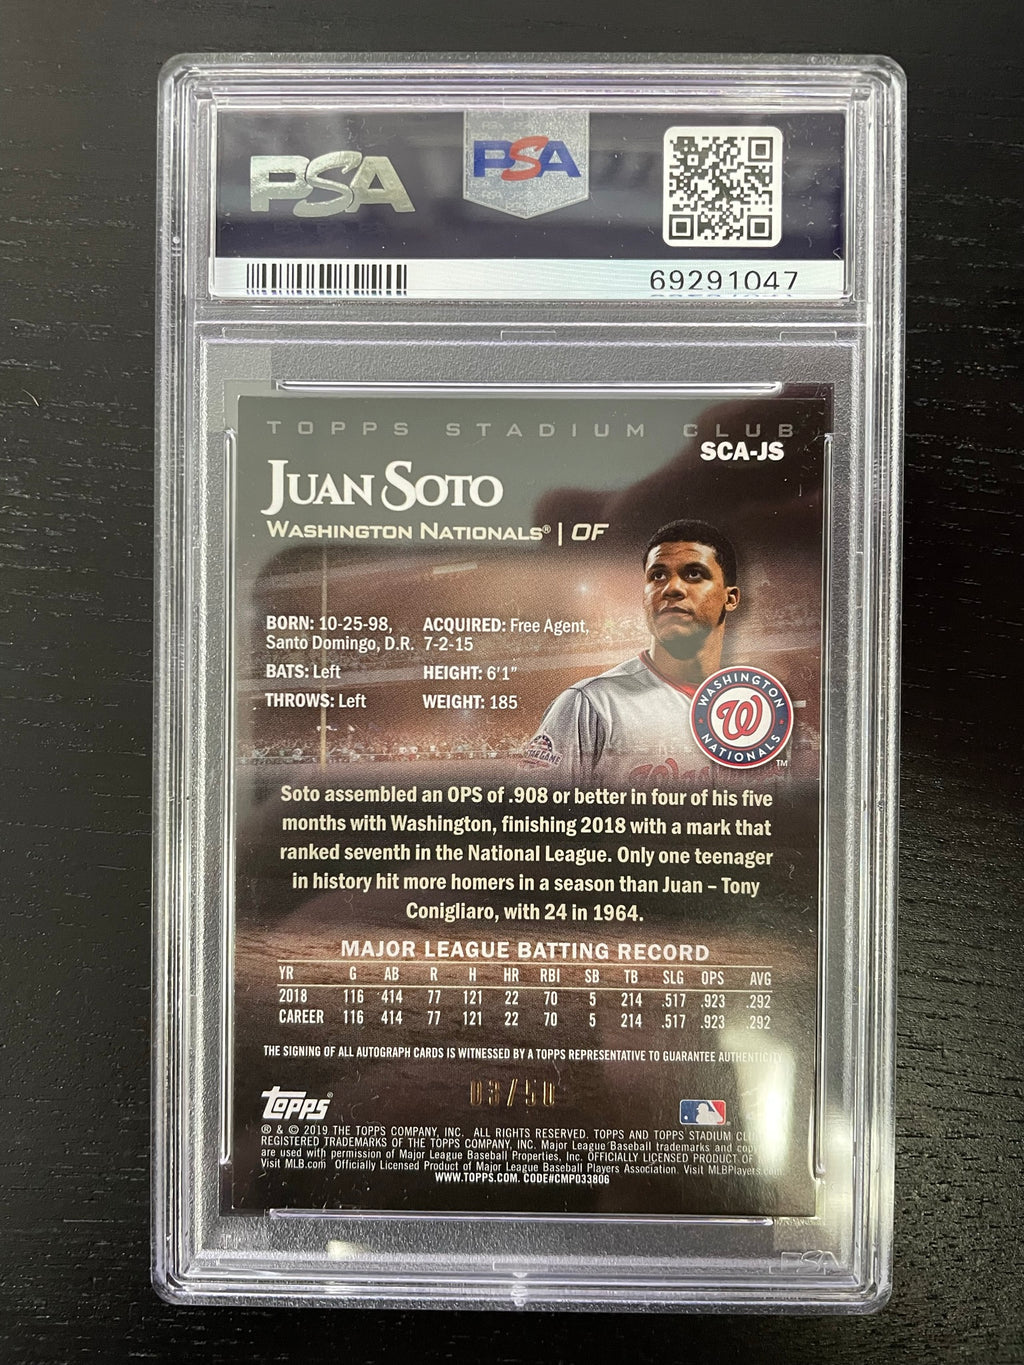 PSA PSA
69291047
TOPPS STADIUM CLUB
SCA-JS
JUAN SOTO
WASHINGTON NATIONALS® | OF
BORN: 10-25-98, ACQUIRED: Free Agent,
Santo Domingo, D.R. 7-2-15
BATS: Left HEIGHT: 6'1"
THROWS: Left WEIGHT: 185
WASHINGTON NATIONALS W
TM
Soto assembled an OPS of .908 or better in four of his five
months with Washington, finishing 2018 with a mark that
ranked seventh in the National League. Only one teenager
in history hit more homers in a season than Juan – Tony
Conigliaro, with 24 in 1964.
MAJOR LEAGUE BATTING RECORD
YR G AB R H HR RBI SB TB SLG OPS AVG
2018 116 414 77 121 22 70 5 214 .517 .923 .292
CAREER 116 414 77 121 22 70 5 214 .517 .923 .292
THE SIGNING OF ALL AUTOGRAPH CARDS IS WITNESSED BY A TOPPS REPRESENTATIVE TO GUARANTEE AUTHENTICITY
03/50
Topps®
® & © 2019 THE TOPPS COMPANY, INC. ALL RIGHTS RESERVED. TOPPS AND TOPPS STADIUM
REGISTERED TRADEMARKS OF THE TOPPS COMPANY, INC. Major League Baseball trademarks and
are used with permission of Major League Baseball Properties, Inc. OFFICIALLY LICENSED PRODUCT OF
Visit MLB.com Officially Licensed Product of Major League Baseball Players Association. Visit MLBPlayers.com
WWW.TOPPS.COM. CODE#CMP033806
PSA